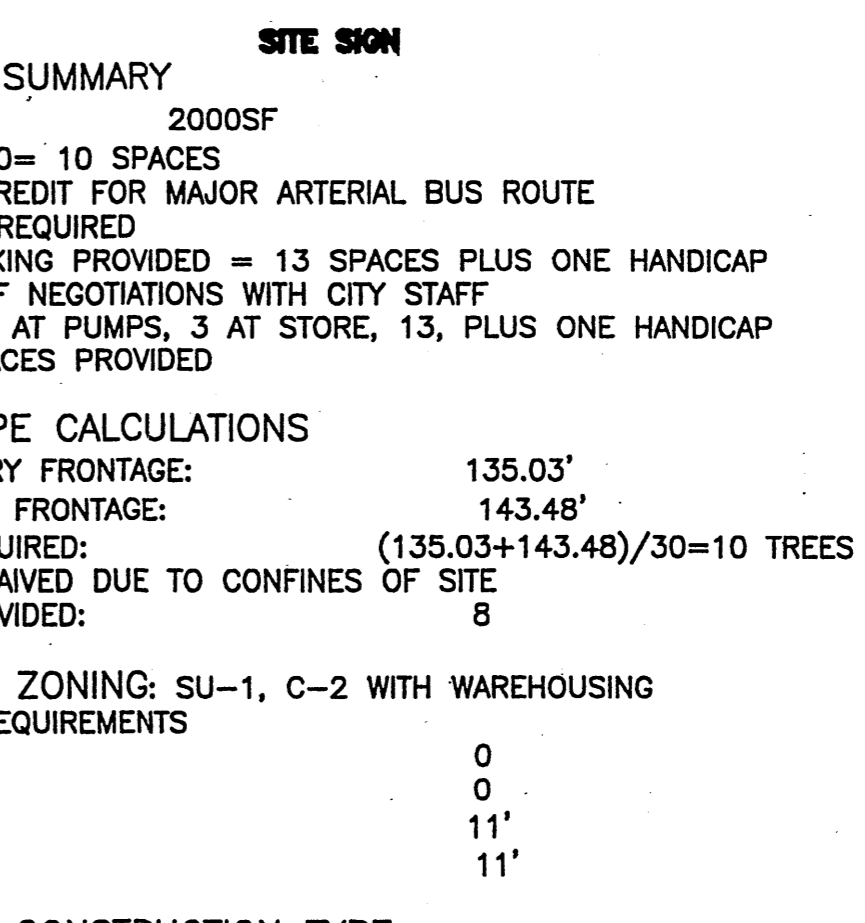 SITE SIGN
SUMMARY
2000SF
0= 10 SPACES
REDIT FOR MAJOR ARTERIAL BUS ROUTE
REQUIRED
KING PROVIDED = 13 SPACES PLUS ONE HANDICAP
F NEGOTIATIONS WITH CITY STAFF
AT PUMPS, 3 AT STORE, 13, PLUS ONE HANDICAP
CES PROVIDED
PE CALCULATIONS
RY FRONTAGE: 135.03'
FRONTAGE: 143.48'
UIRED: (135.03+143.48)/30=10 TREES
AIVED DUE TO CONFINES OF SITE
VIDED: 8
ZONING: SU-1, C-2 WITH WAREHOUSING
EQUIREMENTS
0
0
11'
11'
CONSTRUCTION TYPE